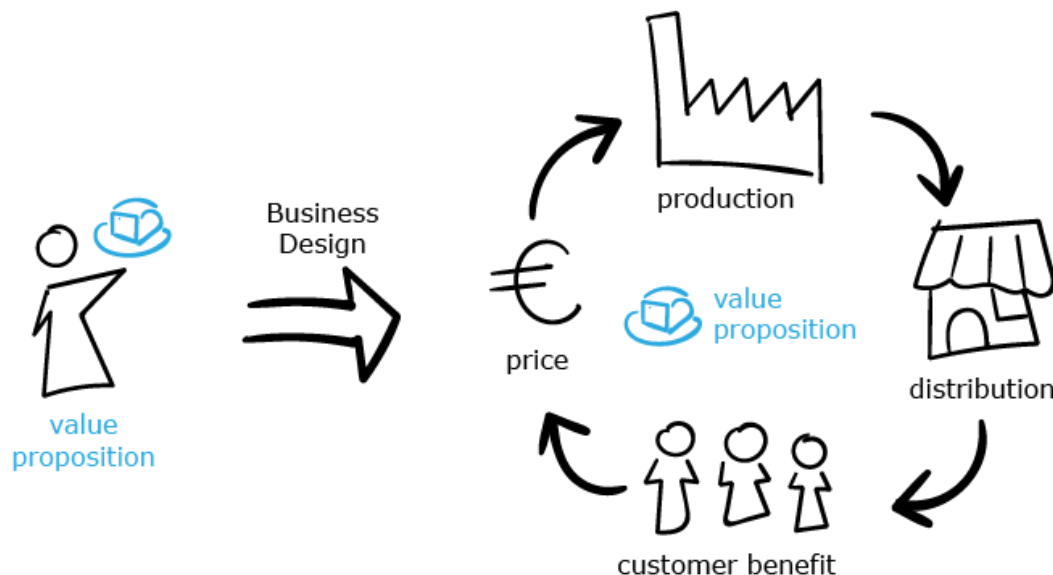 Business
Design
value
proposition
production
price
value
proposition
distribution
customer benefit